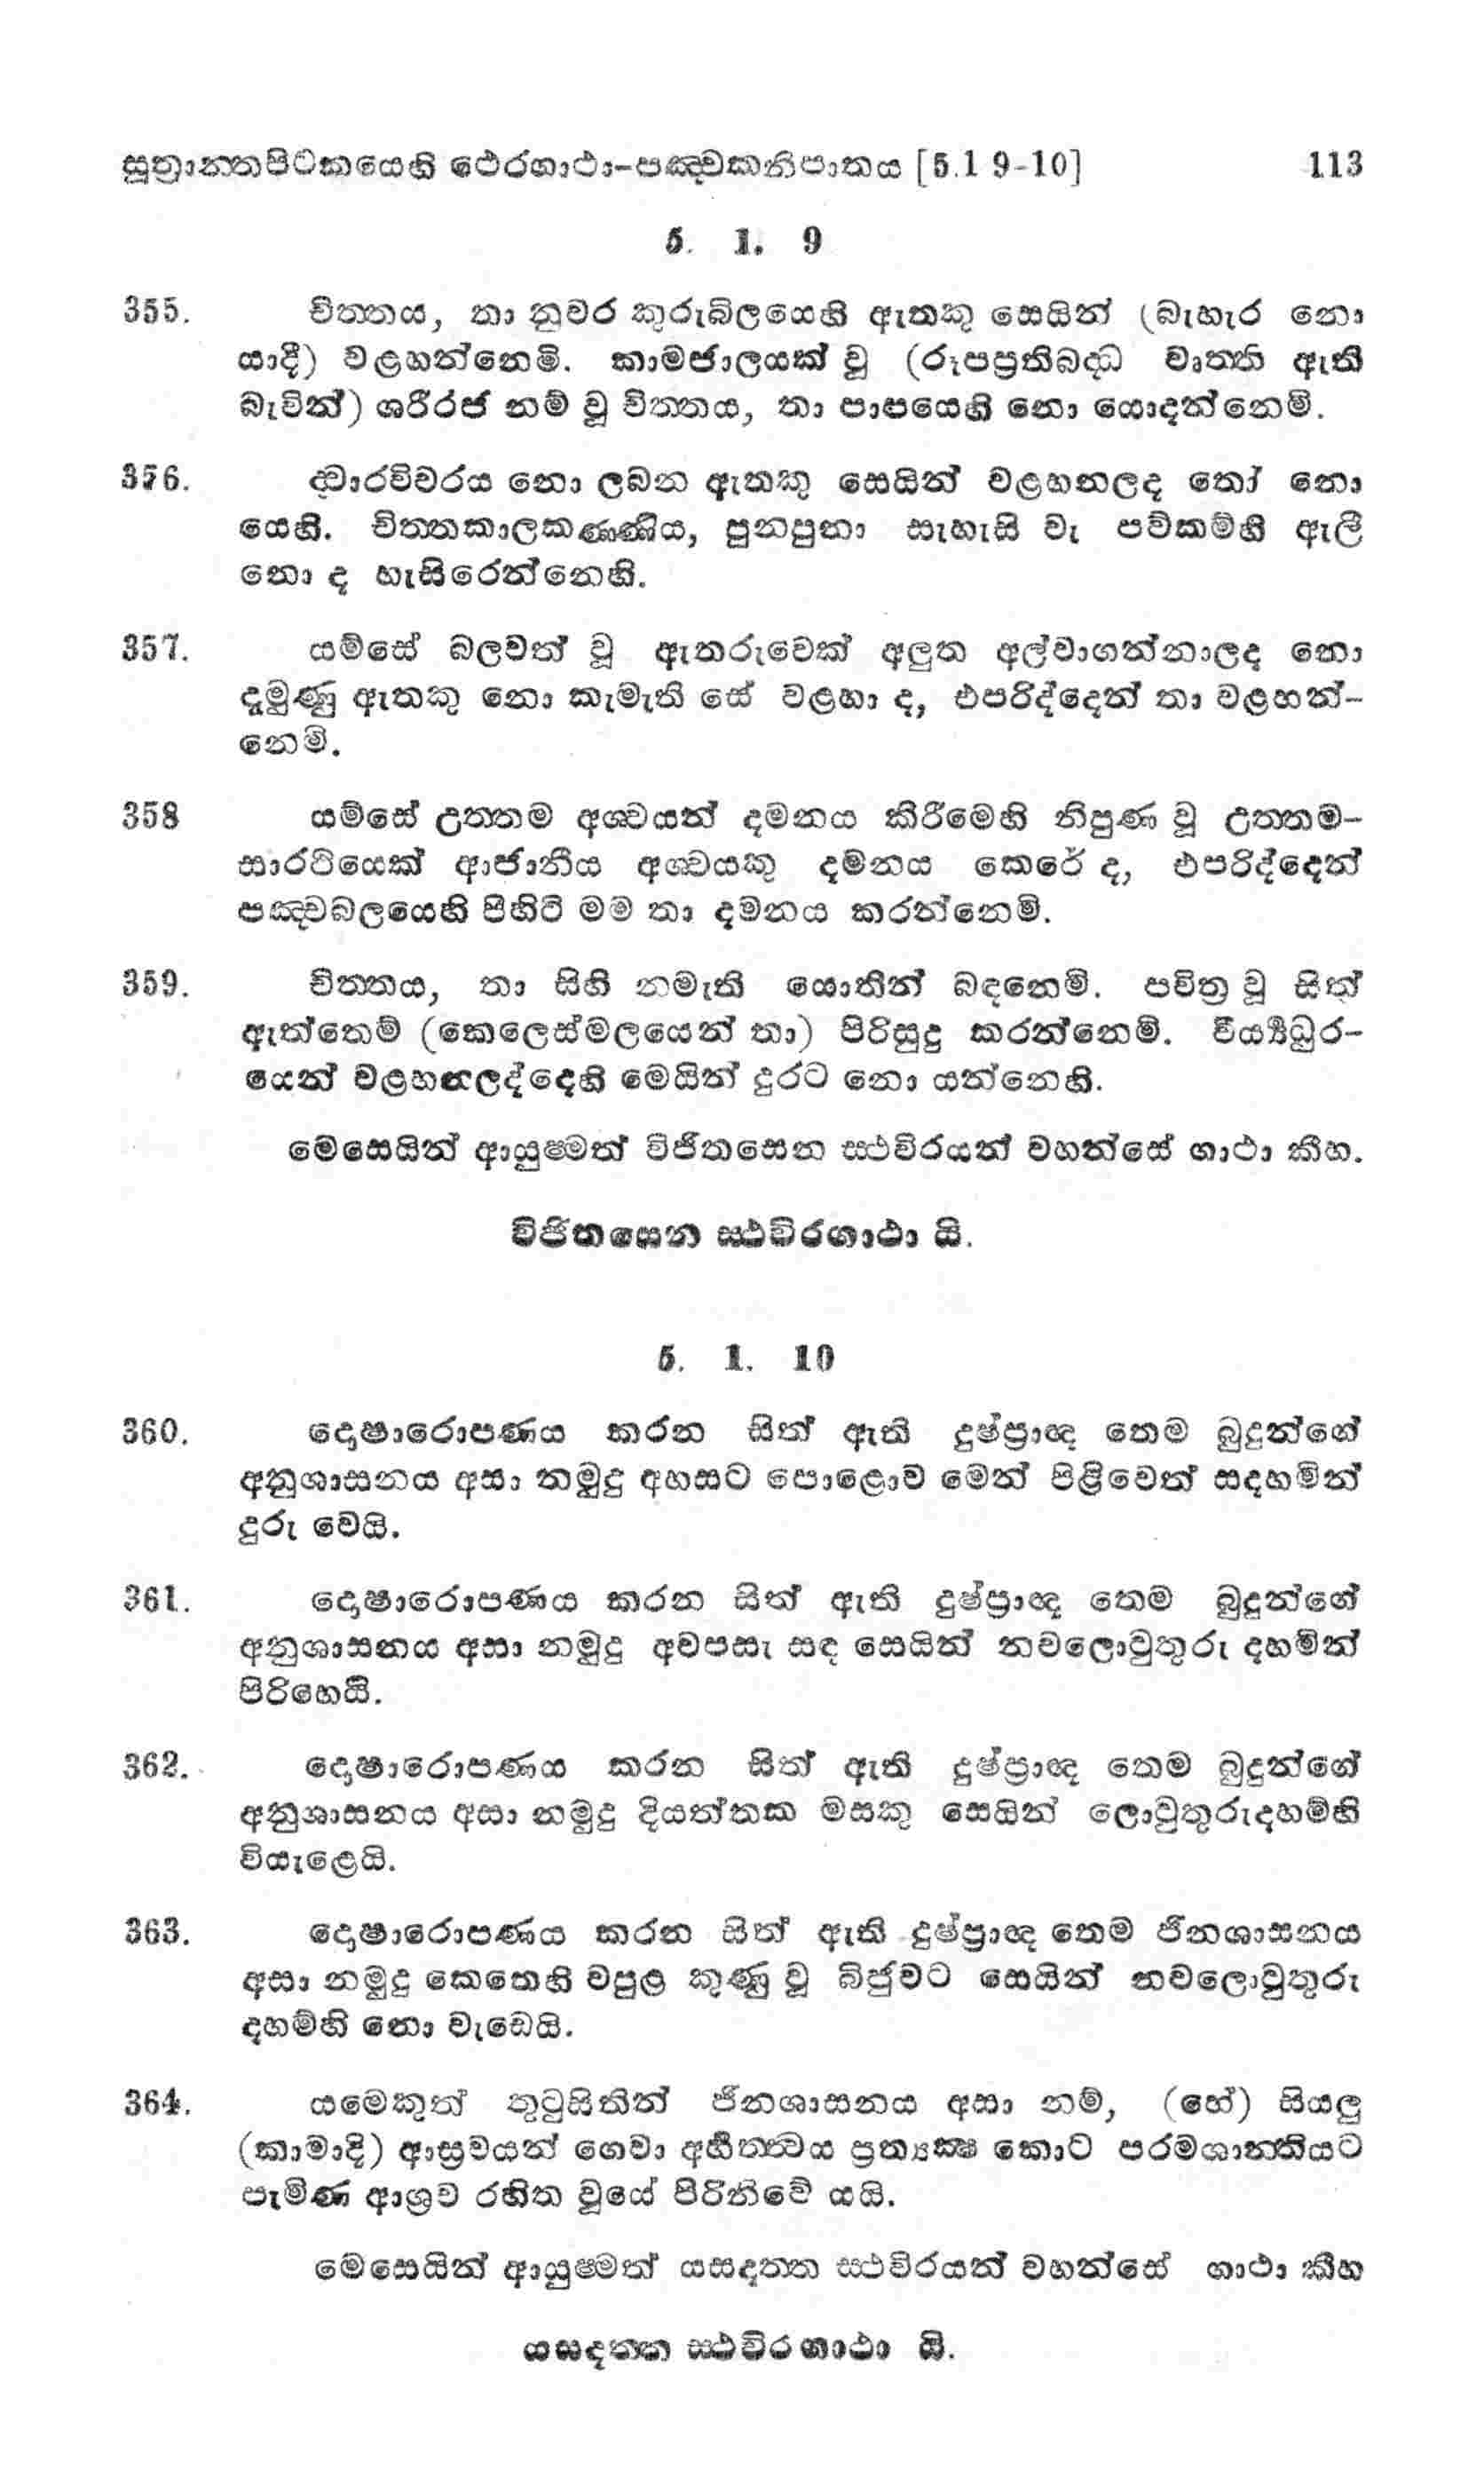 සූත්‍රාන්තපිටකයෙහි ථෙරගාථා-පඤ්චකනිපාතය [5.1 9-10] 113
5. 1. 9
355. චිත්තය, තා නුවර කුරුබිලයෙහි ඇතකු සෙයින් (බැහැර නො
යාදී) වළහන්නෙමි. කාමජාලයක් වූ (රූපප්‍රතිබද්ධ වෘත්ති ඇති
බැවින්) ශරීරජ නම් වූ චිත්තය, තා පාපයෙහි නො යොදන්නෙමි.
356. ද්වාරවිවරය නො ලබන ඇතකු සෙයින් වළහනලද තෝ නො
යෙහි. චිත්තකාලකණ්ණිය, පුනපුනා සැහැසි වැ පව්කම්හි ඇලී
නො ද හැසිරෙන්නෙහි.
357. යම්සේ බලවත් වූ ඇතරුවෙක් අලුත අල්වාගන්නාලද නො
දැමුණු ඇතකු නො කැමැති සේ වළහා ද, එපරිද්දෙන් තා වළහන්-
නෙමි.
358 යම්සේ උත්තම අශ්වයන් දමනය කිරීමෙහි නිපුණ වූ උත්තම-
සාරථියෙක් ආජානීය අශ්වයකු දමනය කෙරේ ද, එපරිද්දෙන්
පඤ්චබලයෙහි පිහිටි මම තා දමනය කරන්නෙමි.
359. චිත්තය, තා සිහි නමැති යොතින් බඳනෙමි. පවිත්‍ර වූ සිත්
ඇත්තෙම් (කෙලෙස්මලයෙන් තා) පිරිසුදු කරන්නෙමි. වීර්‍ය්‍යධුර-
යෙන් වළහනලද්දෙහි මෙයින් දුරට නො යන්නෙහි.
මෙසෙයින් ආයුෂ්මත් විජිතසෙන ස්ථවිරයන් වහන්සේ ගාථා කීහ.
විජිතසෙන ස්ථවිරගාථා යි.
5. 1. 10
360. දොෂාරොපණය කරන සිත් ඇති දුෂ්ප්‍රාඥ තෙම බුදුන්ගේ
අනුශාසනය අසා නමුදු අහසට පොළොව මෙන් පිළිවෙත් සදහමින්
දුරු වෙයි.
361. දොෂාරොපණය කරන සිත් ඇති දුෂ්ප්‍රාඥ තෙම බුදුන්ගේ
අනුශාසනය අසා නමුදු අවපසැ සඳ සෙයින් නවලොවුතුරු දහමින්
පිරිහෙයි.
362. දොෂාරොපණය කරන සිත් ඇති දුෂ්ප්‍රාඥ තෙම බුදුන්ගේ
අනුශාසනය අසා නමුදු දියත්තක මසකු සෙයින් ලොවුතුරුදහම්හි
වියැළෙයි.
363. දොෂාරොපණය කරන සිත් ඇති දුෂ්ප්‍රාඥ තෙම ජිනශාසනය
අසා නමුදු කෙතෙහි වපුළ කුණු වූ බිජුවට සෙයින් නවලොවුතුරු
දහම්හි නො වැඩෙයි.
364. යමෙකුත් තුටුසිතින් ජිනශාසනය අසා නම්, (හේ) සියලු
(කාමාදි) ආස්‍රවයන් ගෙවා අර්‍හත්ත්වය ප්‍රත්‍යක්‍ෂ කොට පරමශාන්තියට
පැමිණ ආශ්‍රව රහිත වූයේ පිරිනිවේ යයි.
මෙසෙයින් ආයුෂ්මත් යසදත්ත ස්ථවිරයන් වහන්සේ ගාථා කීහ
යසදත්ත ස්ථවිරගාථා යි.